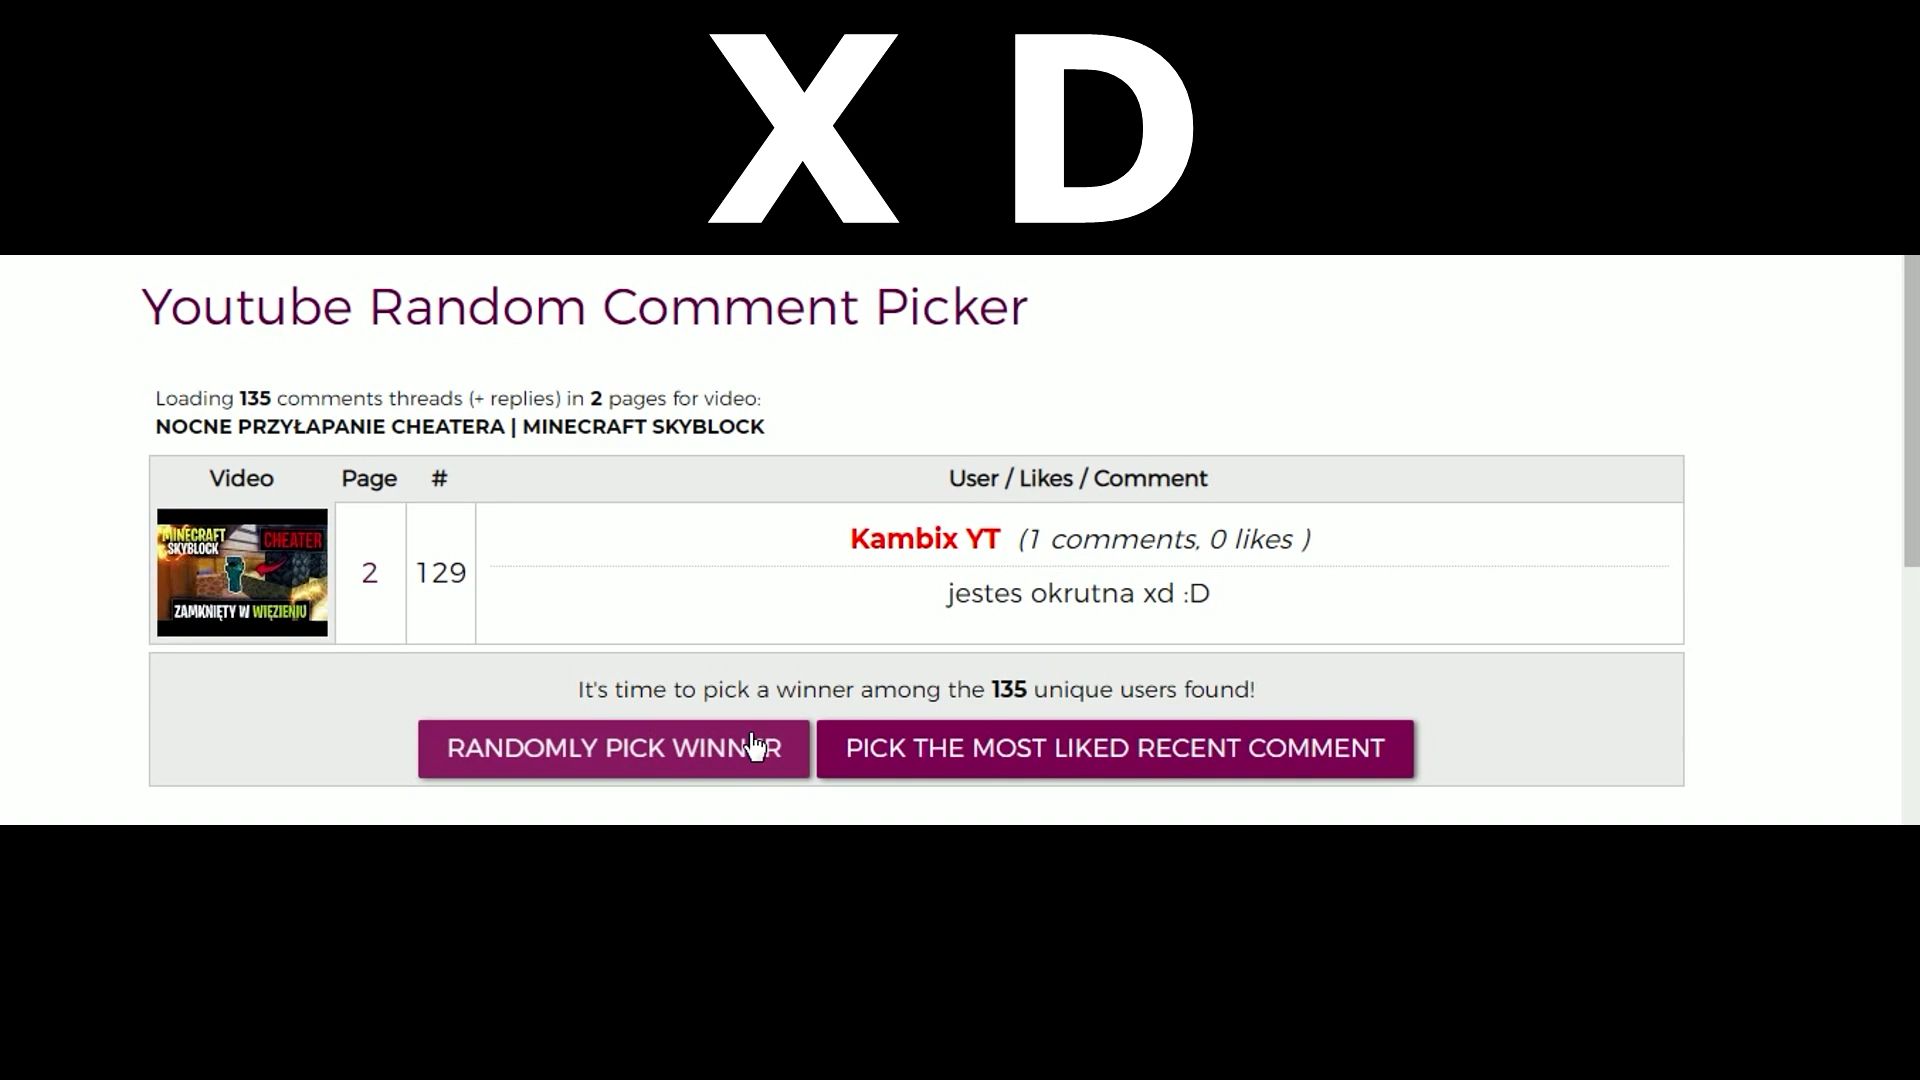 X D
Youtube Random Comment Picker
Loading 135 comments threads (+ replies) in 2 pages for video:
NOCNE PRZYŁAPANIE CHEATERA | MINECRAFT SKYBLOCK
Video Page # User / Likes / Comment
MINECRAFT
SKYBLOCK
CHEATER
ZAMKNIĘTY W WIĘZIENIU
2
129
Kambix YT (1 comments, 0 likes )
jestes okrutna xd :D
It's time to pick a winner among the 135 unique users found!
RANDOMLY PICK WINNER
PICK THE MOST LIKED RECENT COMMENT